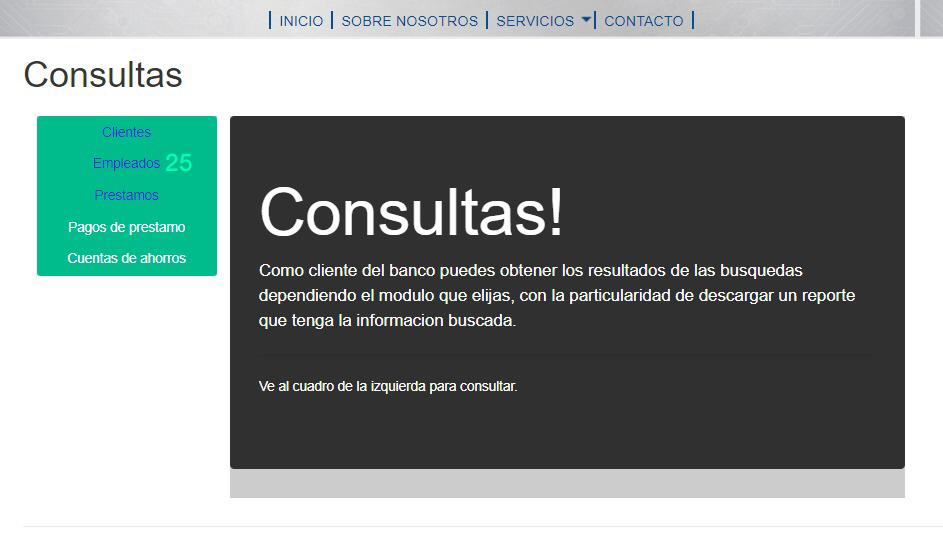 INICIO SOBRE NOSOTROS SERVICIOS CONTACTO
Consultas
Clientes
Empleados 25
Prestamos
Pagos de prestamo
Cuentas de ahorros
Consultas!
Como cliente del banco puedes obtener los resultados de las busquedas
dependiendo el modulo que elijas, con la particularidad de descargar un reporte
que tenga la informacion buscada.
Ve al cuadro de la izquierda para consultar.